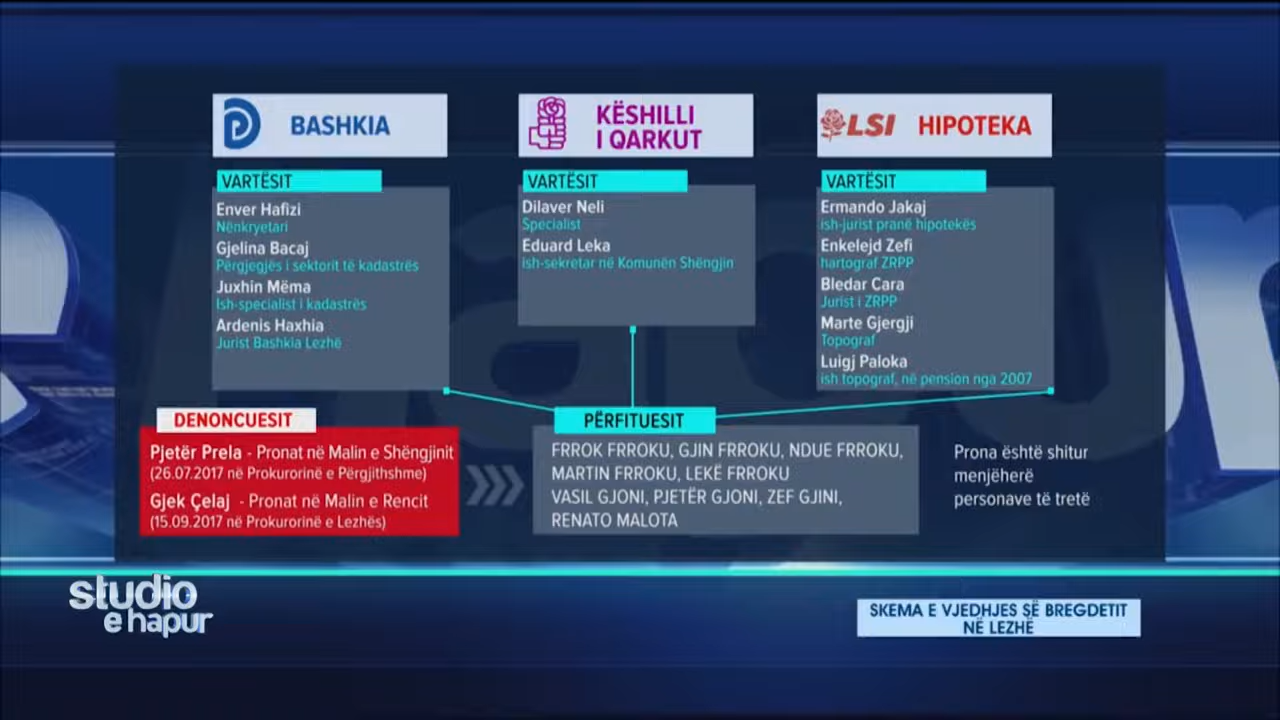 BASHKIA
VARTËSIT
Enver Hafizi
Nënkryetari
Gjelina Bacaj
Përgjegjës i sektorit të kadastrës
Juxhin Mëma
Ish-specialist i kadastrës
Ardenis Haxhia
Jurist Bashkia Lezhë
KËSHILLI
I QARKUT
VARTËSIT
Dilaver Neli
Specialist
Eduard Leka
ish-sekretar në Komunën Shëngjin
LSI HIPOTEKA
VARTËSIT
Ermando Jakaj
ish-jurist pranë hipotekës
Enkelejd Zefi
hartograf ZRPP
Bledar Cara
Jurist i ZRPP
Marte Gjergji
Topograf
Luigj Paloka
ish topograf, në pension nga 2007
DENONCUESIT
Pjetër Prela - Pronat në Malin e Shëngjinit
(26.07.2017 në Prokurorinë e Përgjithshme)
Gjek Çelaj - Pronat në Malin e Rencit
(15.09.2017 në Prokurorinë e Lezhës)
PËRFITUESIT
FRROK FRROKU, GJIN FRROKU, NDUE FRROKU,
MARTIN FRROKU, LEKË FRROKU
VASIL GJONI, PJETËR GJONI, ZEF GJINI,
RENATO MALOTA
Prona është shitur
menjëherë
personave të tretë
studio
e hapur
SKEMA E VJEDHJES SË BREGDETIT
NË LEZHË